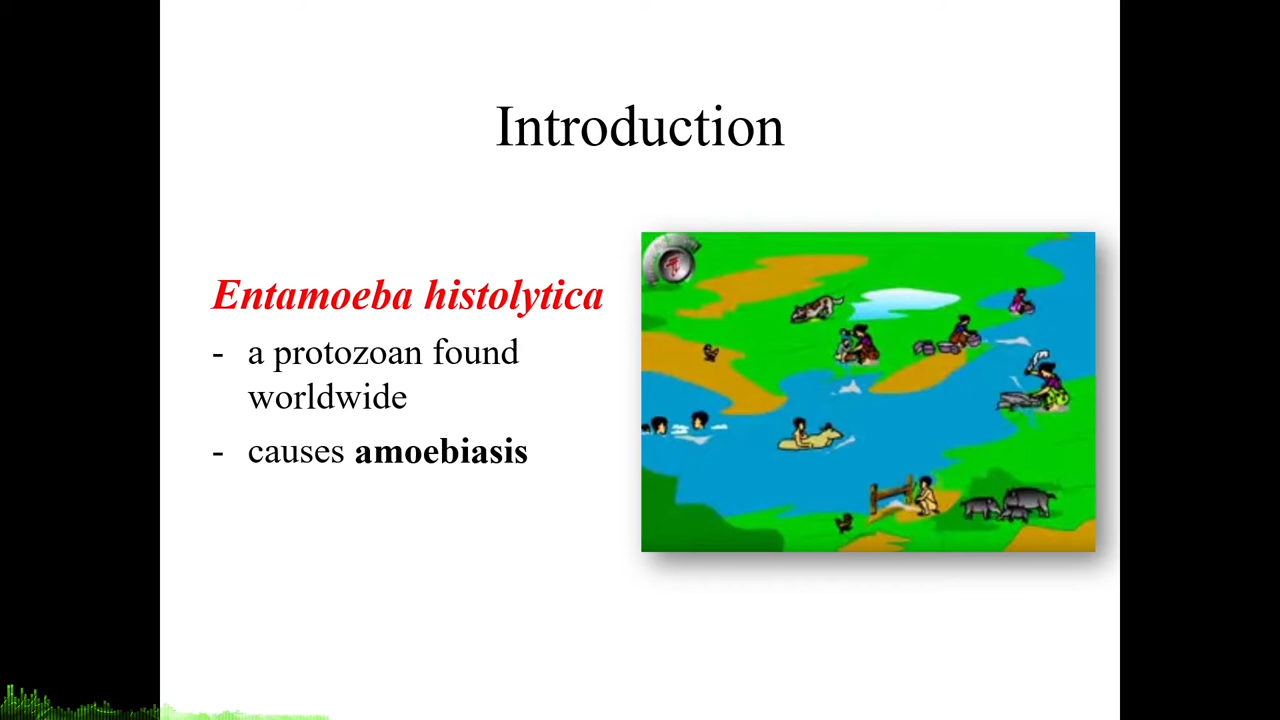 Introduction
Entamoeba histolytica
- a protozoan found
worldwide
- causes amoebiasis